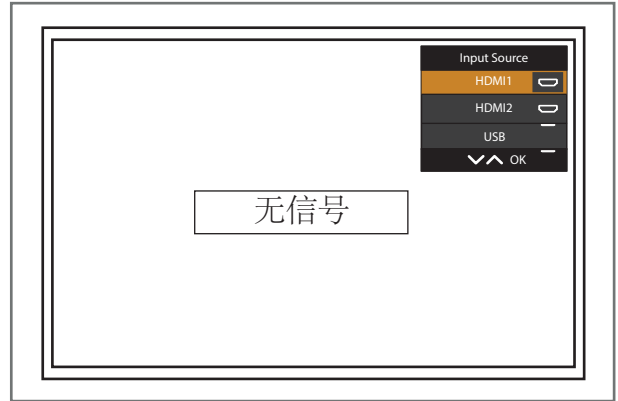 Input Source
HDMI1
HDMI2
USB
OK
无信号